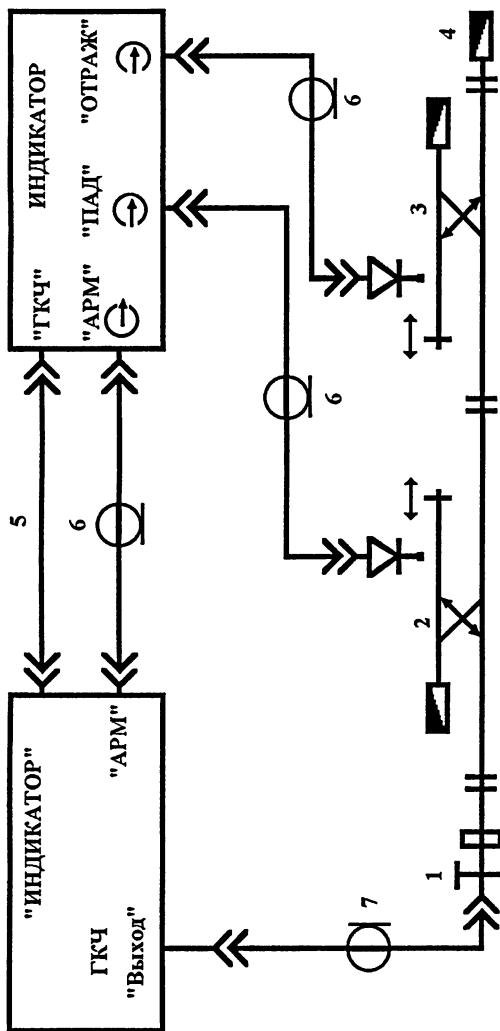 "ИНДИКАТОР"
"АРМ"
ГКЧ
"Выход"
ИНДИКАТОР
"ГКЧ"
"АРМ"
"ПАД"
"ОТРАЖ"
5
6
6
6
7
1
2
3
4